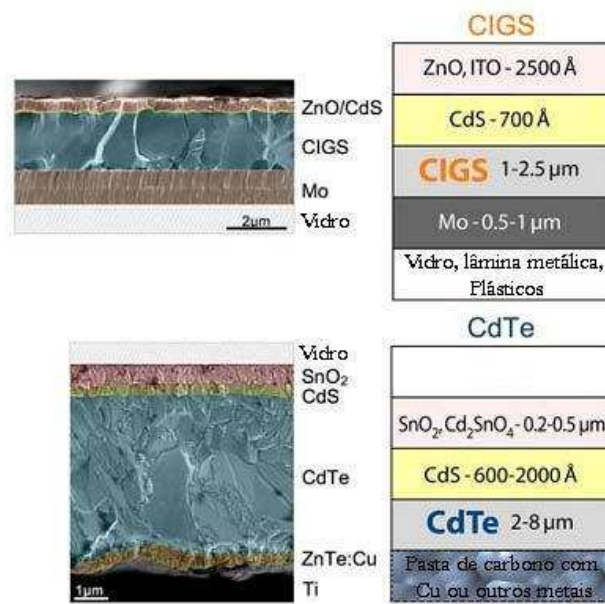 CIGS
ZnO/CdS
CIGS
Mo
Vidro
2µm
ZnO, ITO - 2500 Å
CdS - 700 Å
CIGS 1-2.5 µm
Mo - 0.5-1 µm
Vidro, lâmina metálica,
Plásticos
CdTe
Vidro
SnO₂
CdS
CdTe
ZnTe:Cu
Ti
1µm
SnO₂, Cd₂SnO₄ - 0.2-0.5 µm
CdS - 600-2000 Å
CdTe 2-8 µm
Pasta de carbono com
Cu ou outros metais